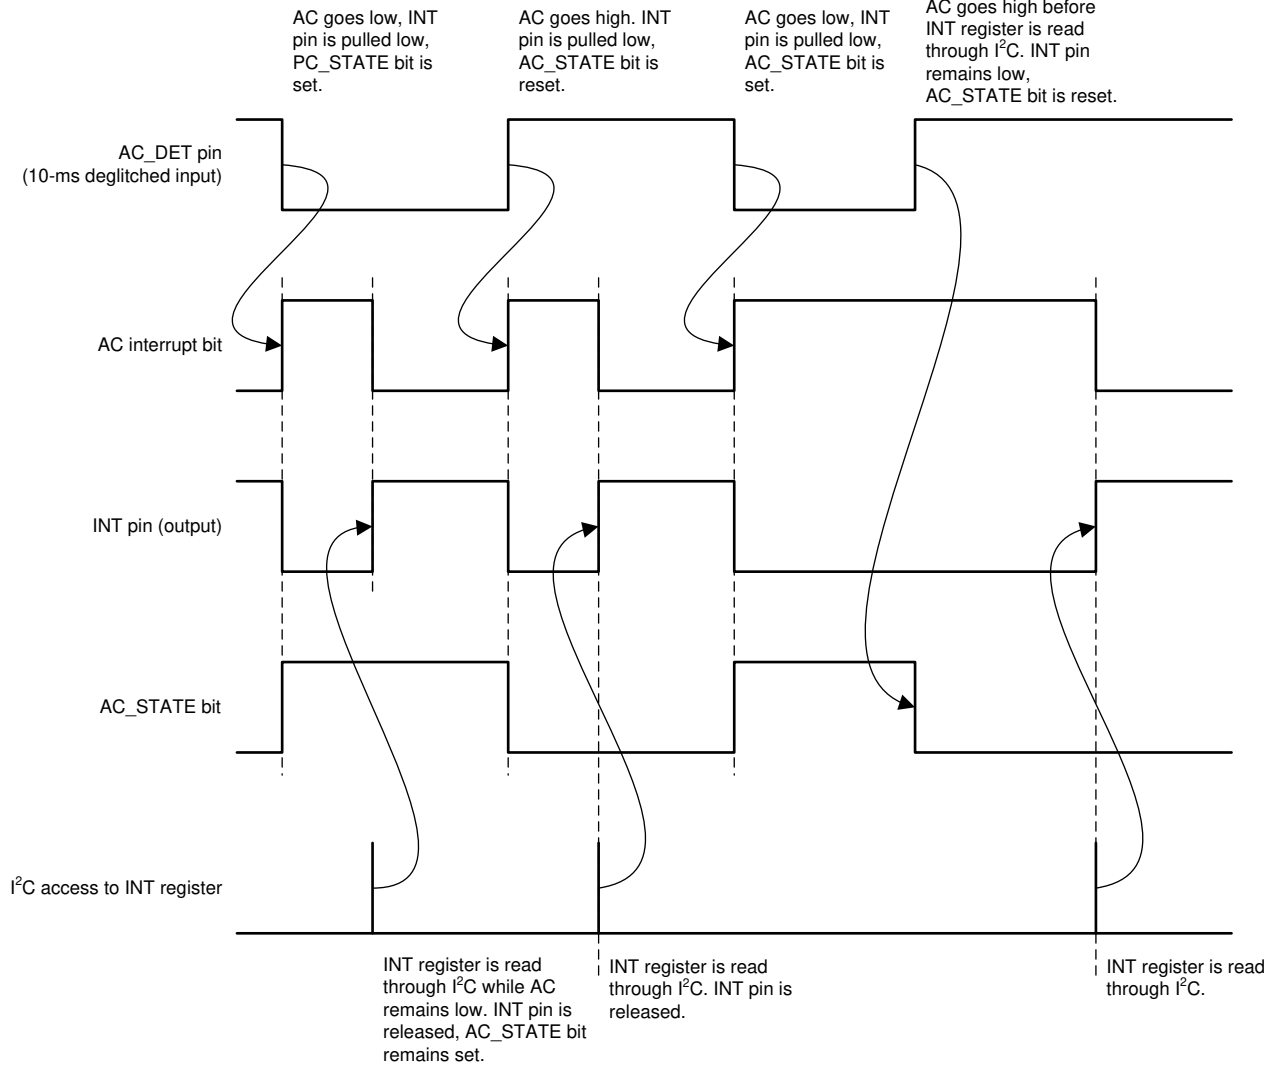 AC goes low, INT
pin is pulled low,
PC_STATE bit is
set.
AC goes high. INT
pin is pulled low,
AC_STATE bit is
reset.
AC goes low, INT
pin is pulled low,
AC_STATE bit is
set.
AC goes high before
INT register is read
through I²C. INT pin
remains low,
AC_STATE bit is reset.
AC_DET pin
(10-ms deglitched input)
AC interrupt bit
INT pin (output)
AC_STATE bit
I²C access to INT register
INT register is read
through I²C while AC
remains low. INT pin is
released, AC_STATE bit
remains set.
INT register is read
through I²C. INT pin is
released.
INT register is read
through I²C.